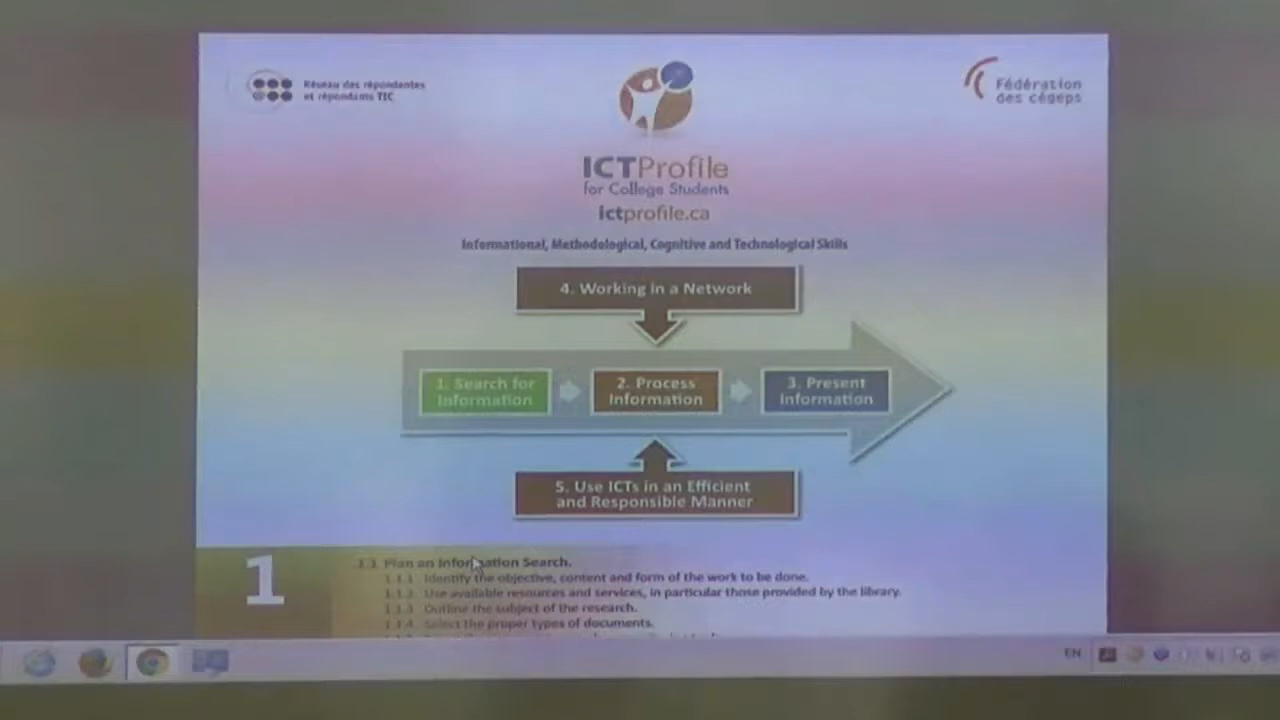 Réseau des répondantes
et répondants TIC
Fédération
des cégeps
ICTProfile
for College Students
ictprofile.ca
Informational, Methodological, Cognitive and Technological Skills
4. Working in a Network
1. Search for
Information
2. Process
Information
3. Present
Information
5. Use ICTs in an Efficient
and Responsible Manner
1
1.1 Plan an Information Search.
1.1.1 Identify the objective, content and form of the work to be done.
1.1.2 Use available resources and services, in particular those provided by the library.
1.1.3 Outline the subject of the research.
1.1.4 Select the proper types of documents.
EN